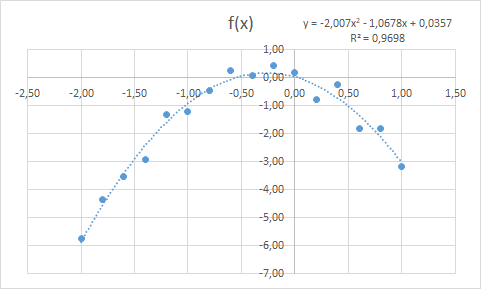 f(x)
y = -2,007x² - 1,0678x + 0,0357
R² = 0,9698
1,00
0,00
-2,50 -2,00 -1,50 -1,00 -0,50 0,00 0,50 1,00 1,50
-1,00
-2,00
-3,00
-4,00
-5,00
-6,00
-7,00